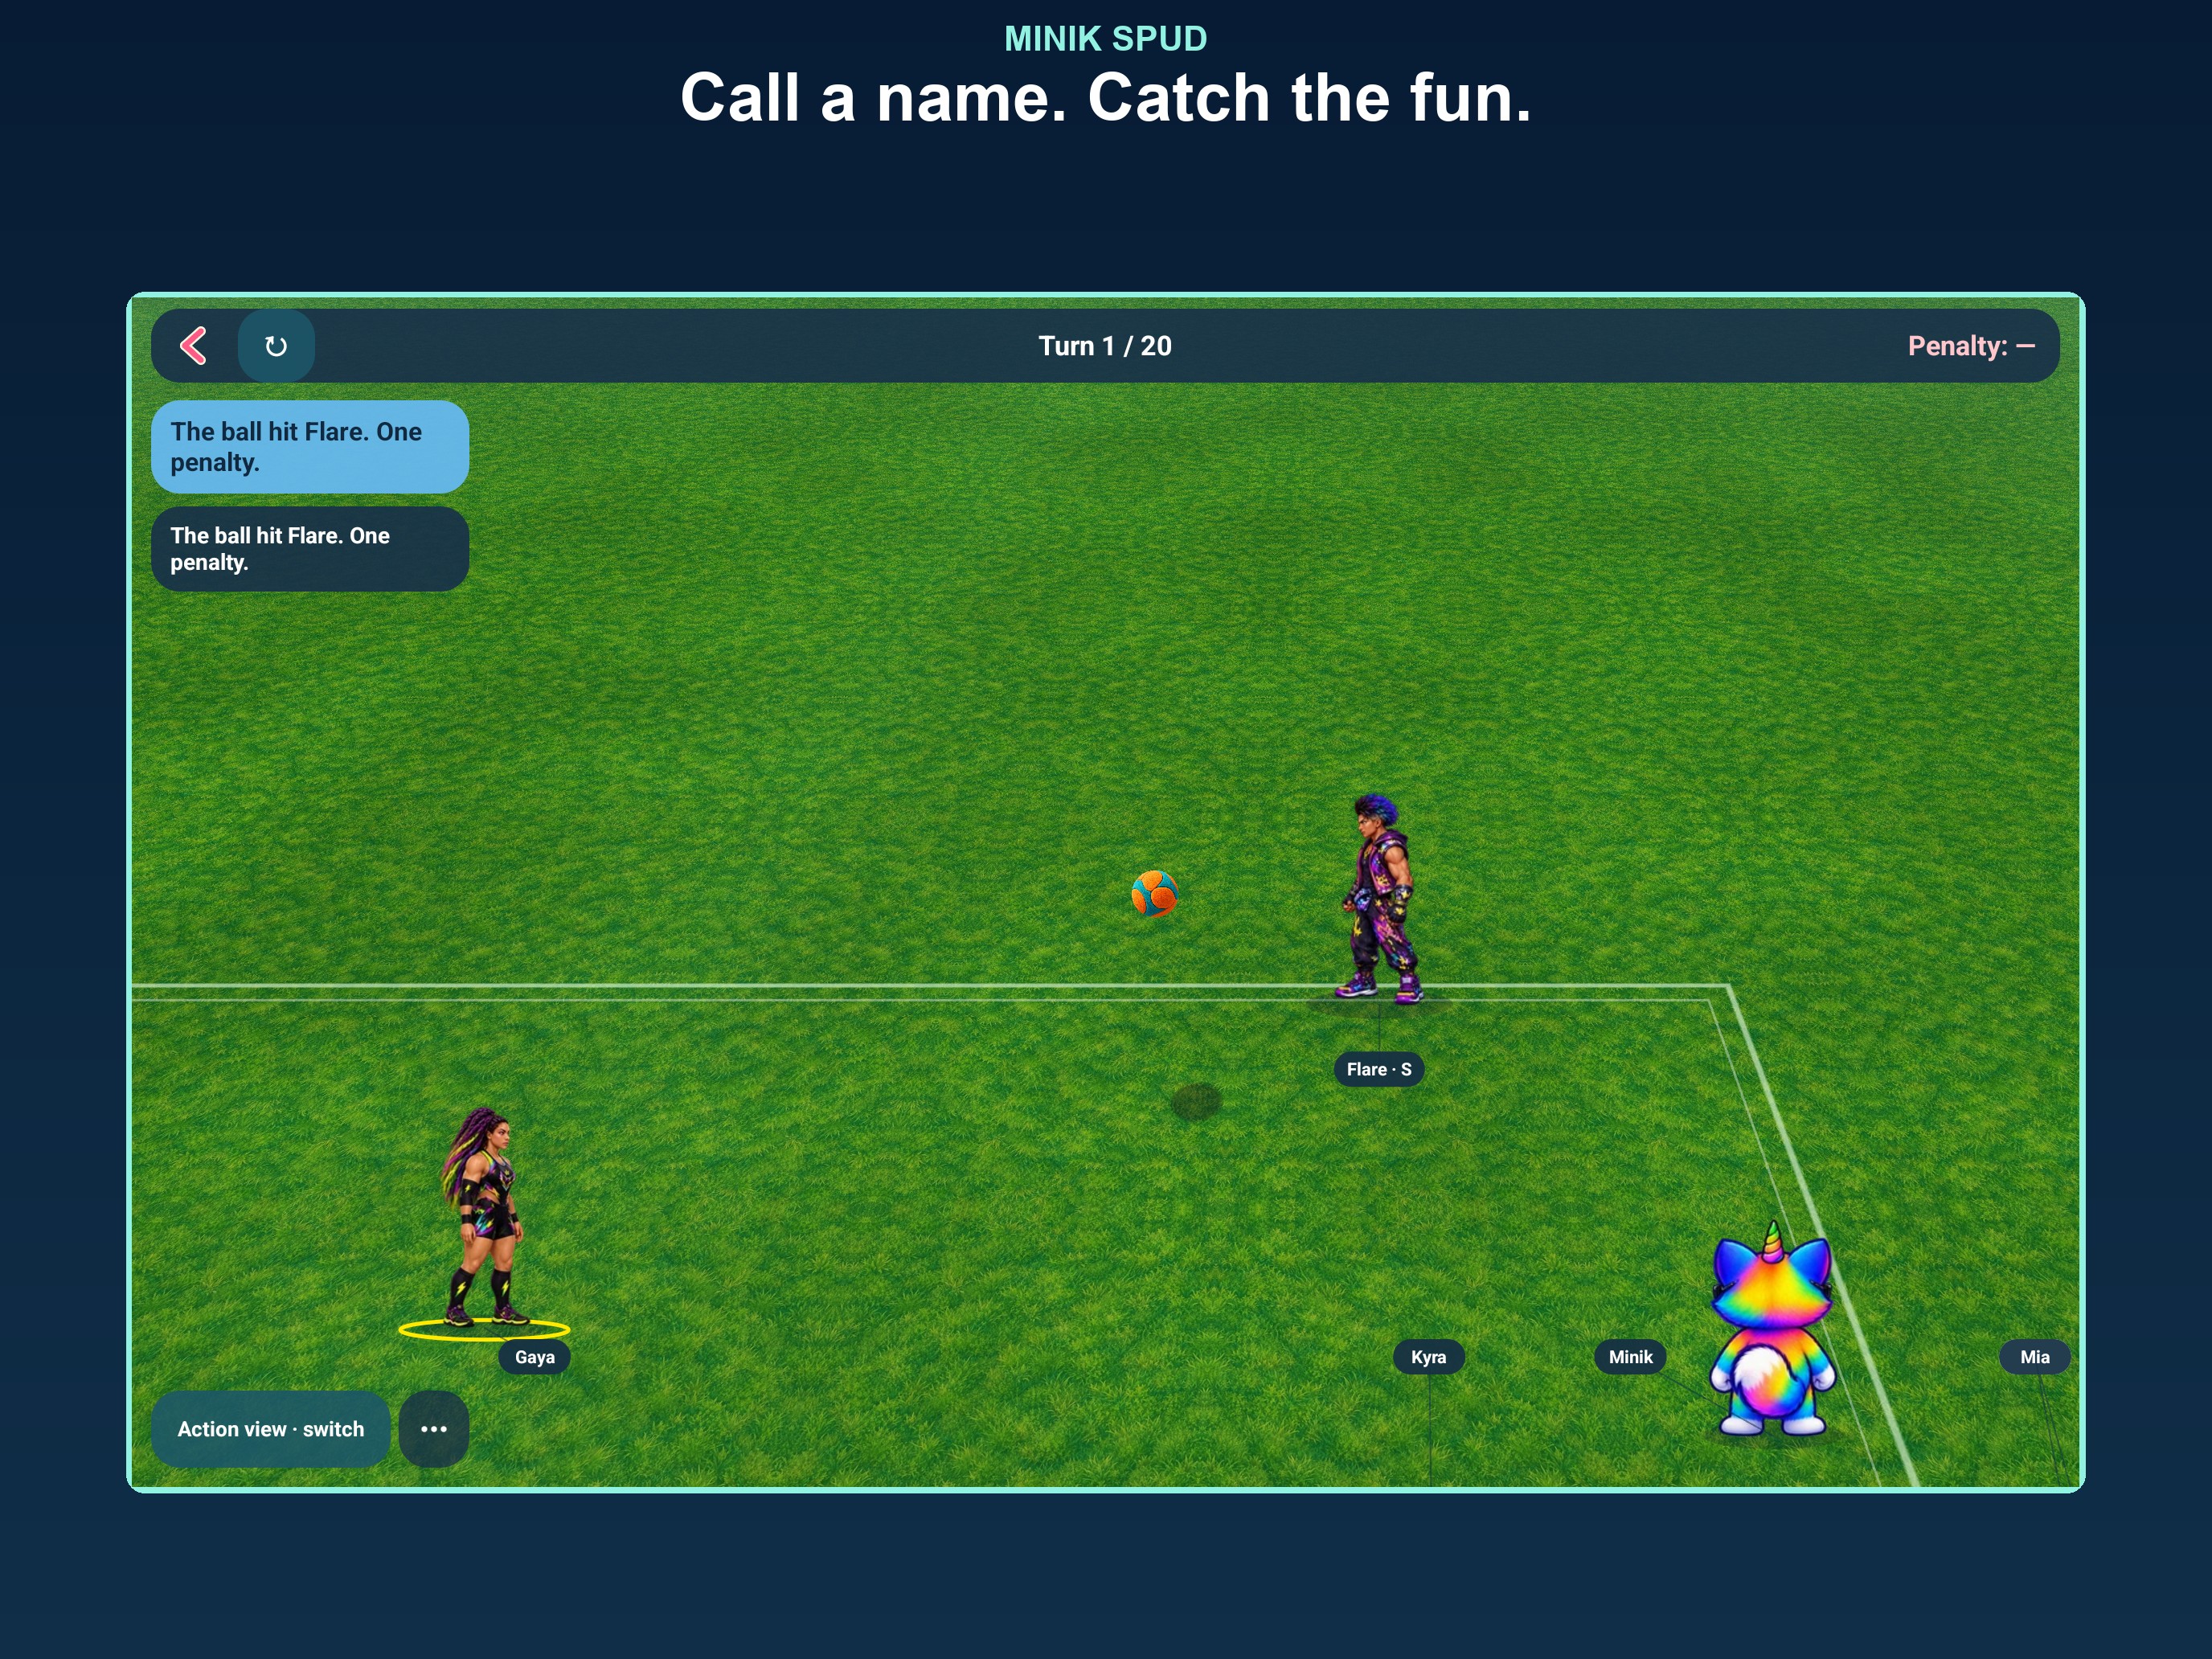 MINIK SPUD
Call a name. Catch the fun.
Turn 1 / 20
Penalty: —
The ball hit Flare. One
penalty.
The ball hit Flare. One
penalty.
Flare · S
Gaya
Kyra
Minik
Mia
Action view · switch